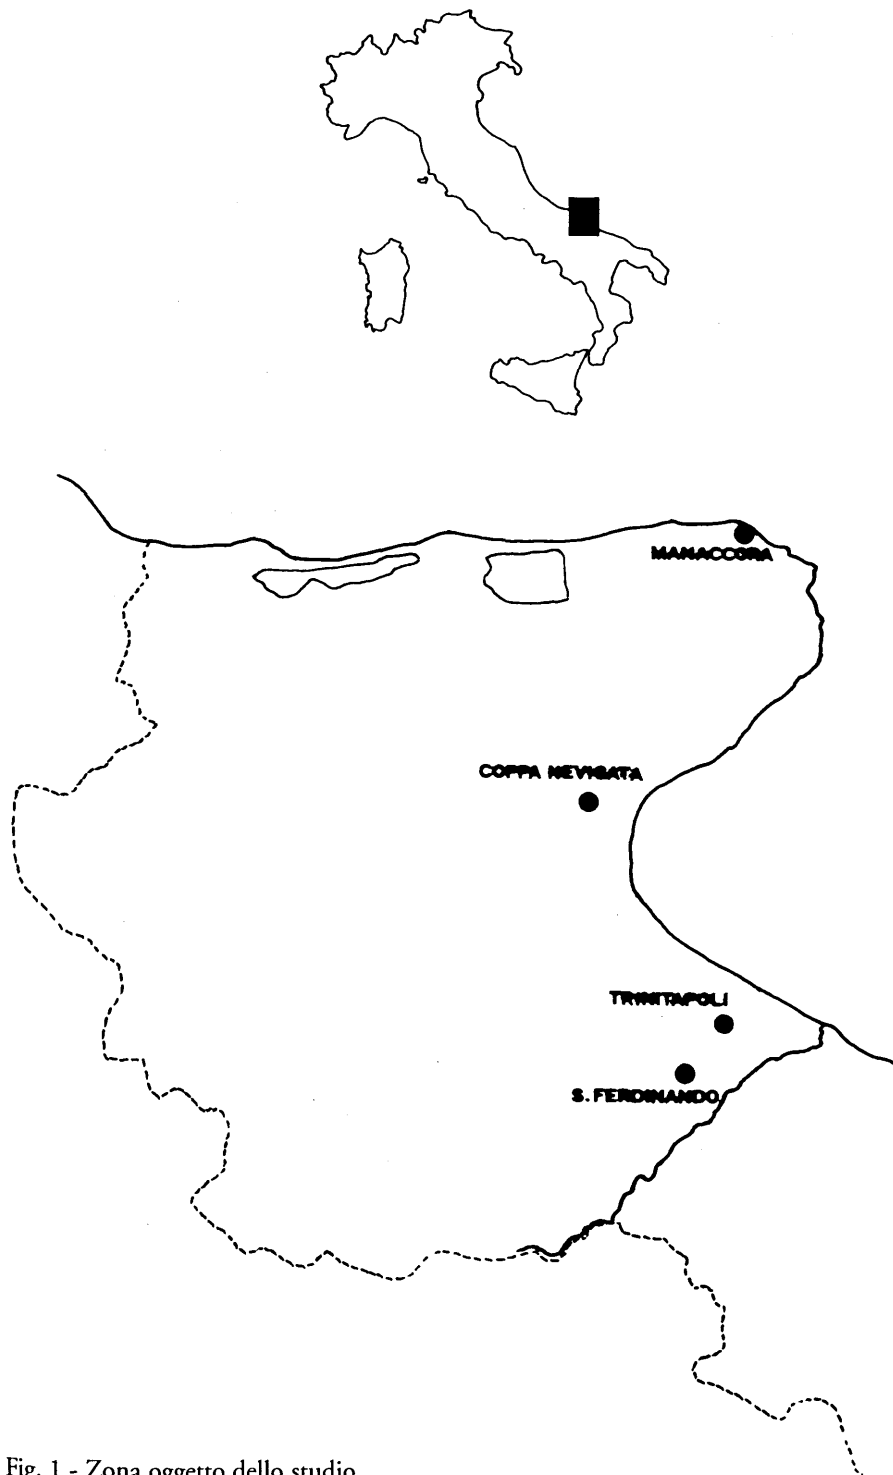 MANACCORA
COPPA NEVIGATA
TRINITAPOLI
S. FERDINANDO
Fig. 1 - Zona oggetto dello studio